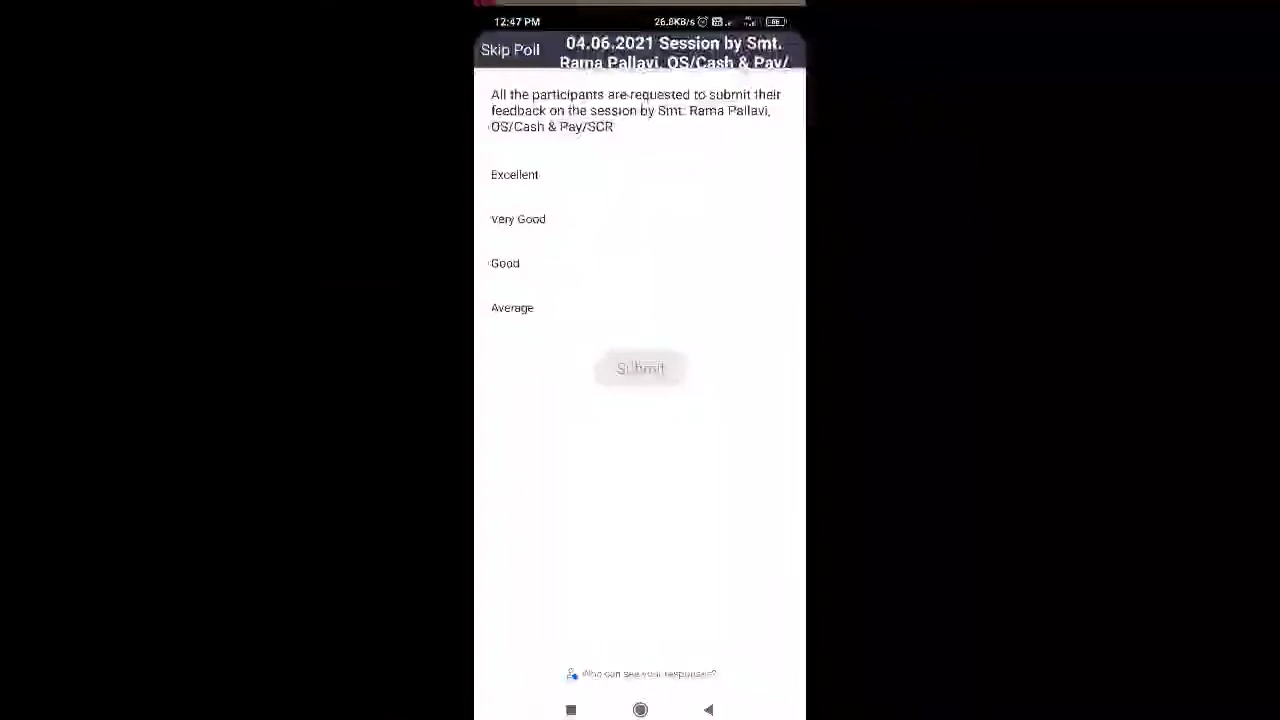 12:47 PM
26.8KB/s
Skip Poll
04.06.2021 Session by Smt.
Rama Pallavi, OS/Cash & Pay/
All the participants are requested to submit their
feedback on the session by Smt. Rama Pallavi,
OS/Cash & Pay/SCR
Excellent
Very Good
Good
Average
Submit
Who can see your responses?